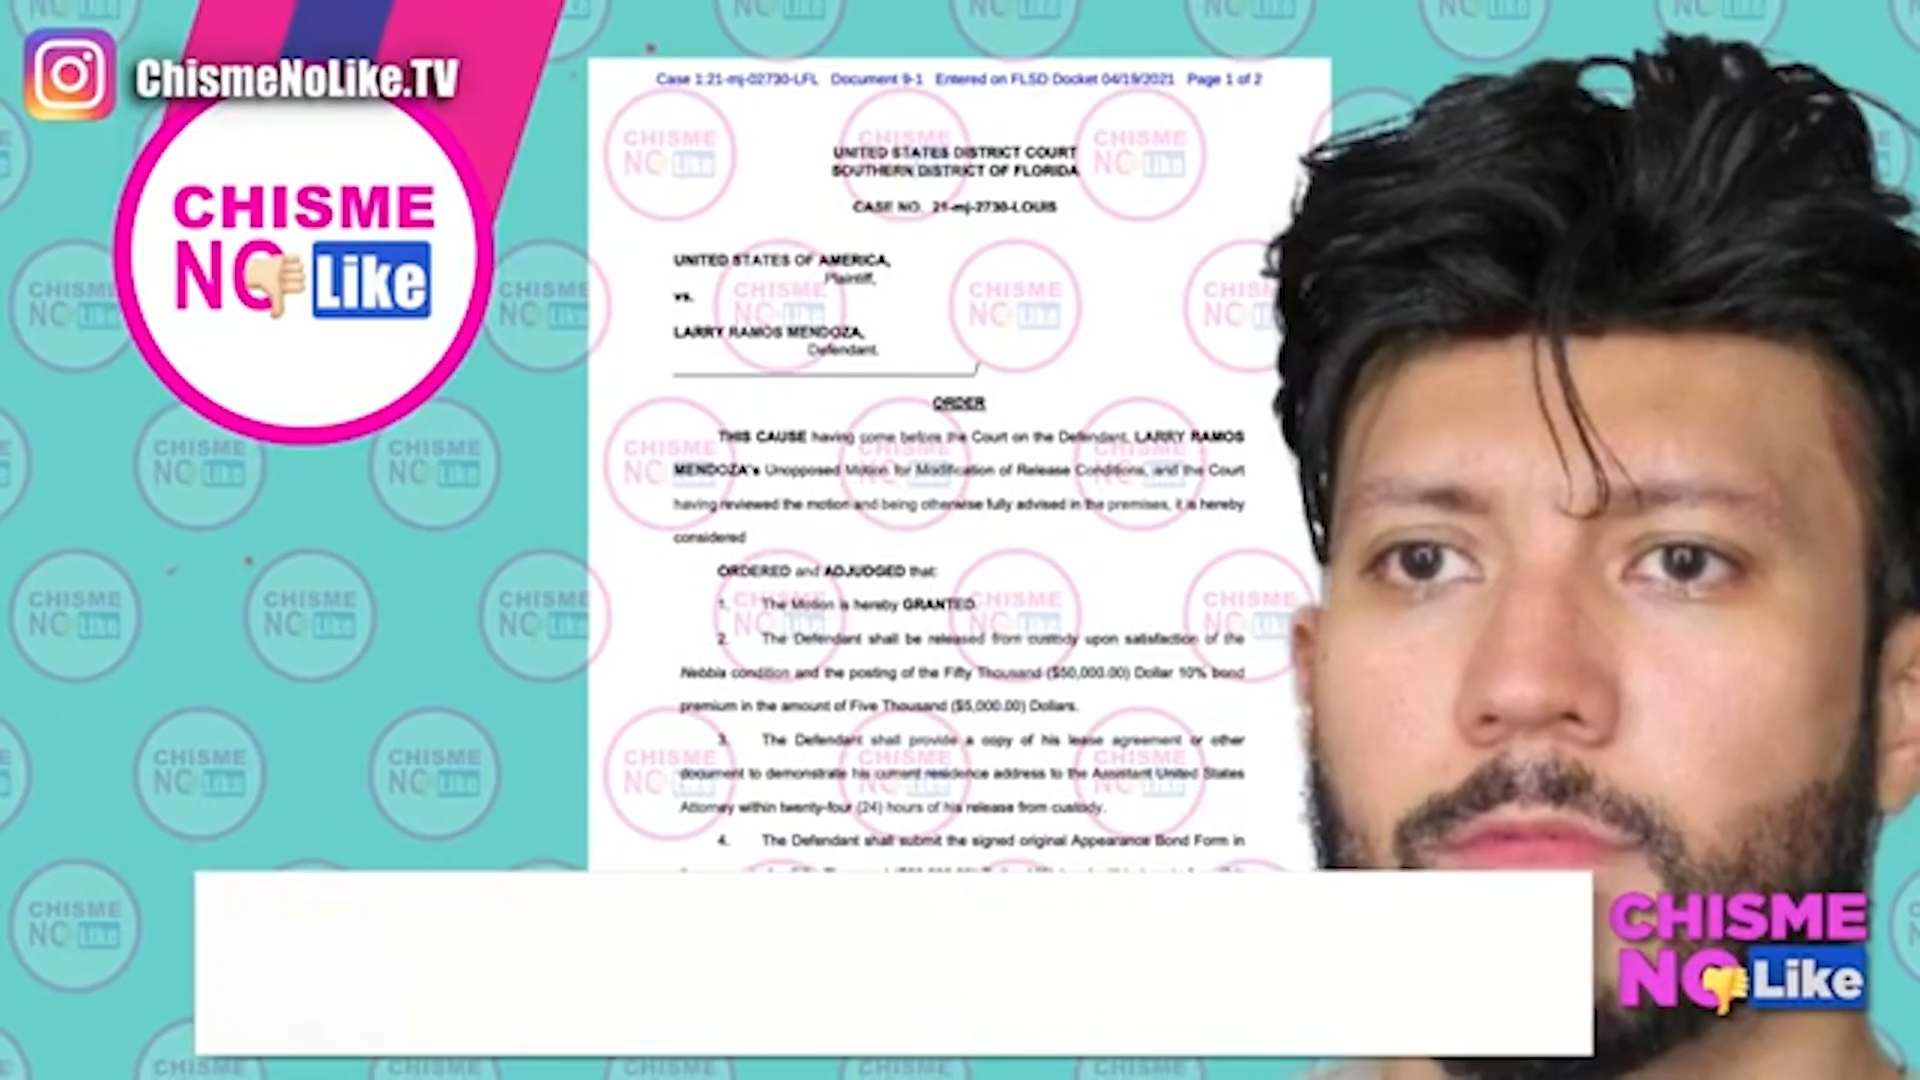 ChismeNoLike.TV
CHISME
NO Like
Case 1:21-mj-02730-LFL Document 9-1 Entered on FLSD Docket 04/19/2021 Page 1 of 2
UNITED STATES DISTRICT COURT
SOUTHERN DISTRICT OF FLORIDA
CASE NO. 21-mj-2730-LOUIS
UNITED STATES OF AMERICA,
Plaintiff,
vs.
LARRY RAMOS MENDOZA,
Defendant.
ORDER
THIS CAUSE having come before the Court on the Defendant, LARRY RAMOS
MENDOZA's Unopposed Motion for Modification of Release Conditions, and the Court
having reviewed the motion and being otherwise fully advised in the premises, it is hereby
considered
ORDERED and ADJUDGED that:
1. The Motion is hereby GRANTED.
2. The Defendant shall be released from custody upon satisfaction of the
Nebbia condition and the posting of the Fifty Thousand ($50,000.00) Dollar 10% bond
premium in the amount of Five Thousand ($5,000.00) Dollars.
3. The Defendant shall provide a copy of his lease agreement or other
document to demonstrate his current residence address to the Assistant United States
Attorney within twenty-four (24) hours of his release from custody.
4. The Defendant shall submit the signed original Appearance Bond Form in
CHISME
NO Like